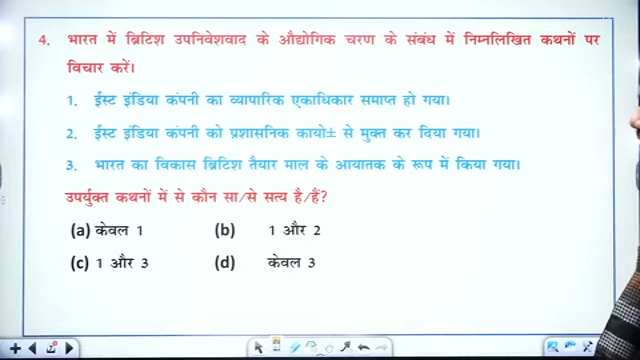 4. भारत में ब्रिटिश उपनिवेशवाद के औद्योगिक चरण के संबंध में निम्नलिखित कथनों पर
विचार करें।
1. ईस्ट इंडिया कंपनी का व्यापारिक एकाधिकार समाप्त हो गया।
2. ईस्ट इंडिया कंपनी को प्रशासनिक कायो± से मुक्त कर दिया गया।
3. भारत का विकास ब्रिटिश तैयार माल के आयातक के रूप में किया गया।
उपर्युक्त कथनों में से कौन सा/से सत्य है/हैं?
(a) केवल 1 (b) 1 और 2
(c) 1 और 3 (d) केवल 3